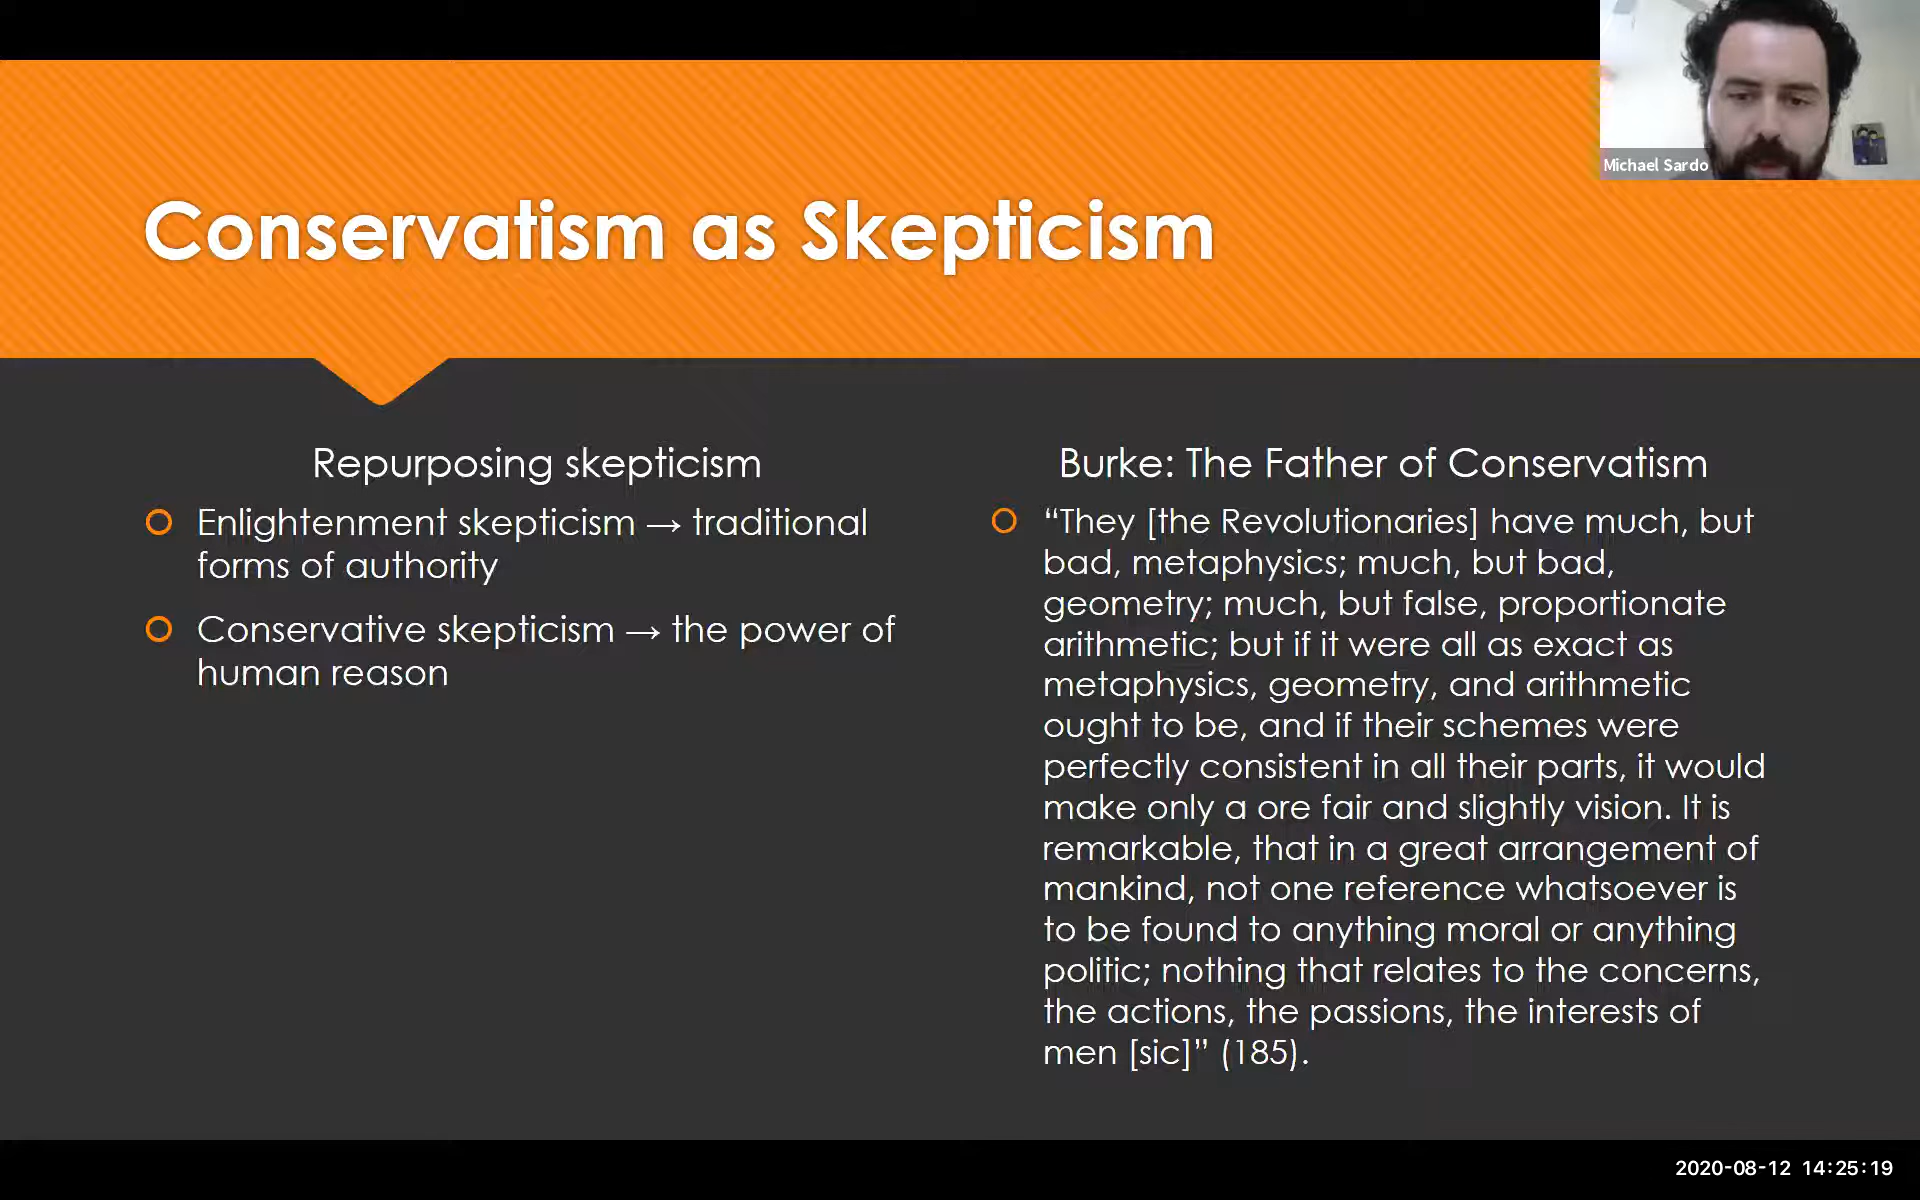 Michael Sardo
Conservatism as Skepticism
Repurposing skepticism
Enlightenment skepticism → traditional
forms of authority
Conservative skepticism → the power of
human reason
Burke: The Father of Conservatism
“They [the Revolutionaries] have much, but
bad, metaphysics; much, but bad,
geometry; much, but false, proportionate
arithmetic; but if it were all as exact as
metaphysics, geometry, and arithmetic
ought to be, and if their schemes were
perfectly consistent in all their parts, it would
make only a ore fair and slightly vision. It is
remarkable, that in a great arrangement of
mankind, not one reference whatsoever is
to be found to anything moral or anything
politic; nothing that relates to the concerns,
the actions, the passions, the interests of
men [sic]” (185).
2020-08-12 14:25:19